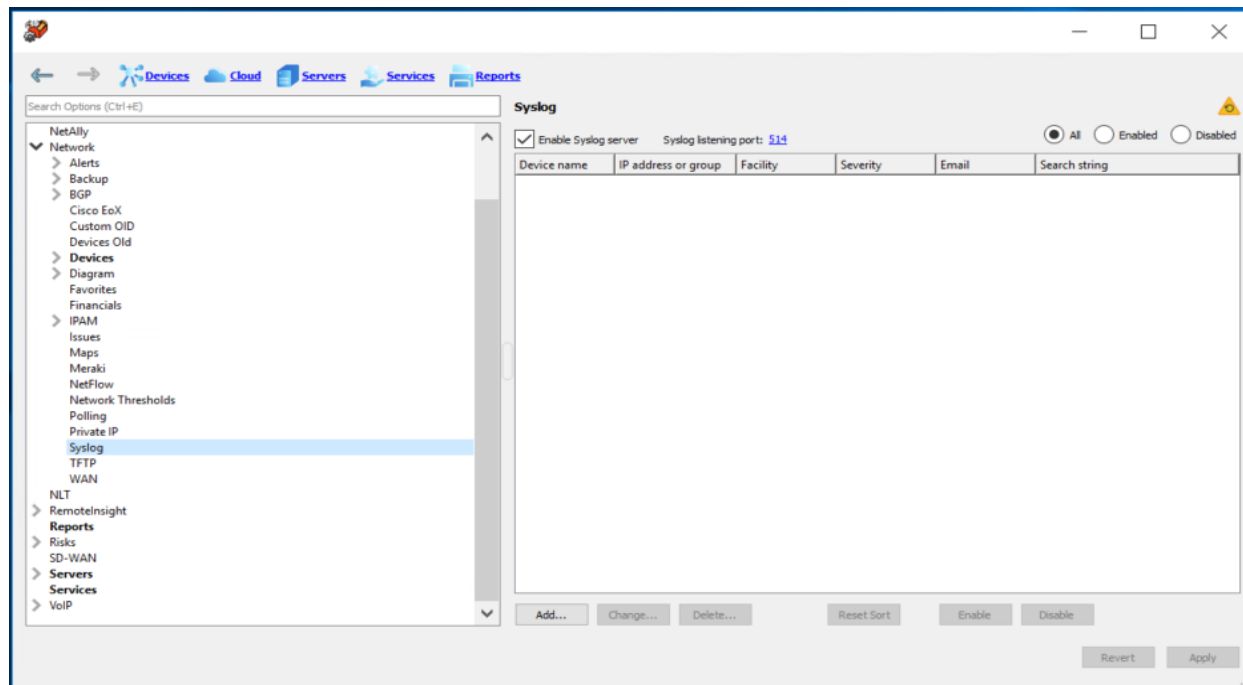 Devices Cloud Servers Services Reports
Search Options (Ctrl+E)
NetAlly
Network
Alerts
Backup
BGP
Cisco EoX
Custom OID
Devices Old
Devices
Diagram
Favorites
Financials
IPAM
Issues
Maps
Meraki
NetFlow
Network Thresholds
Polling
Private IP
Syslog
TFTP
WAN
NLT
RemoteInsight
Reports
Risks
SD-WAN
Servers
Services
VoIP
Syslog
Enable Syslog server Syslog listening port: 514 All Enabled Disabled
Device name IP address or group Facility Severity Email Search string
Add... Change... Delete... Reset Sort Enable Disable
Revert Apply